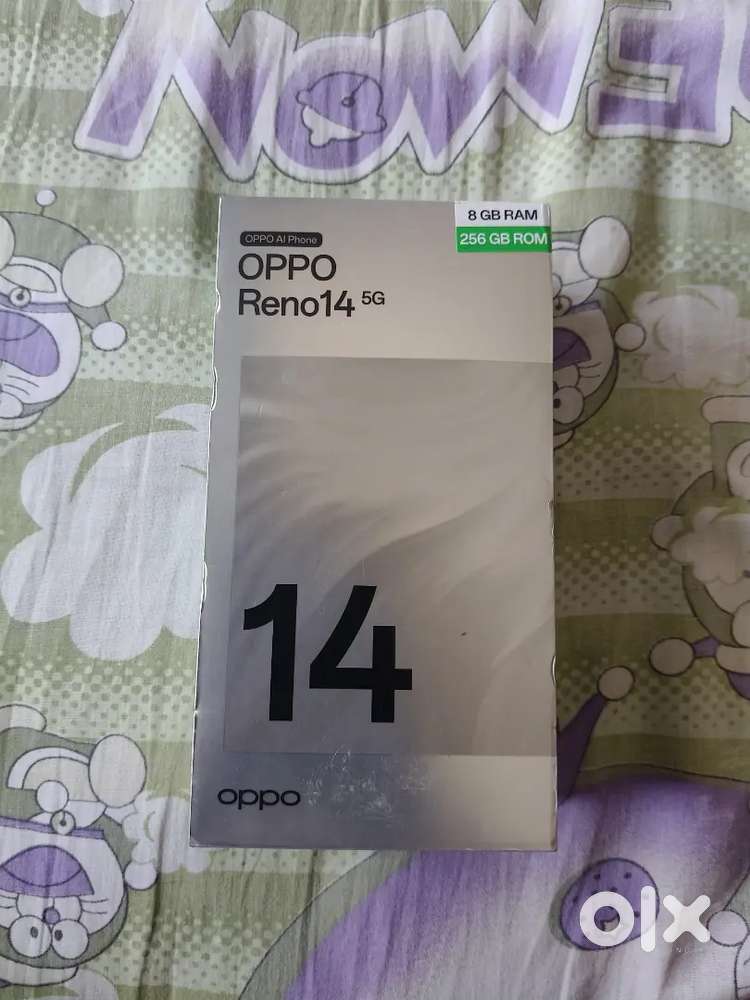 8 GB RAM
256 GB ROM
OPPO AI Phone
OPPO
Reno14 5G
14
oppo
olx